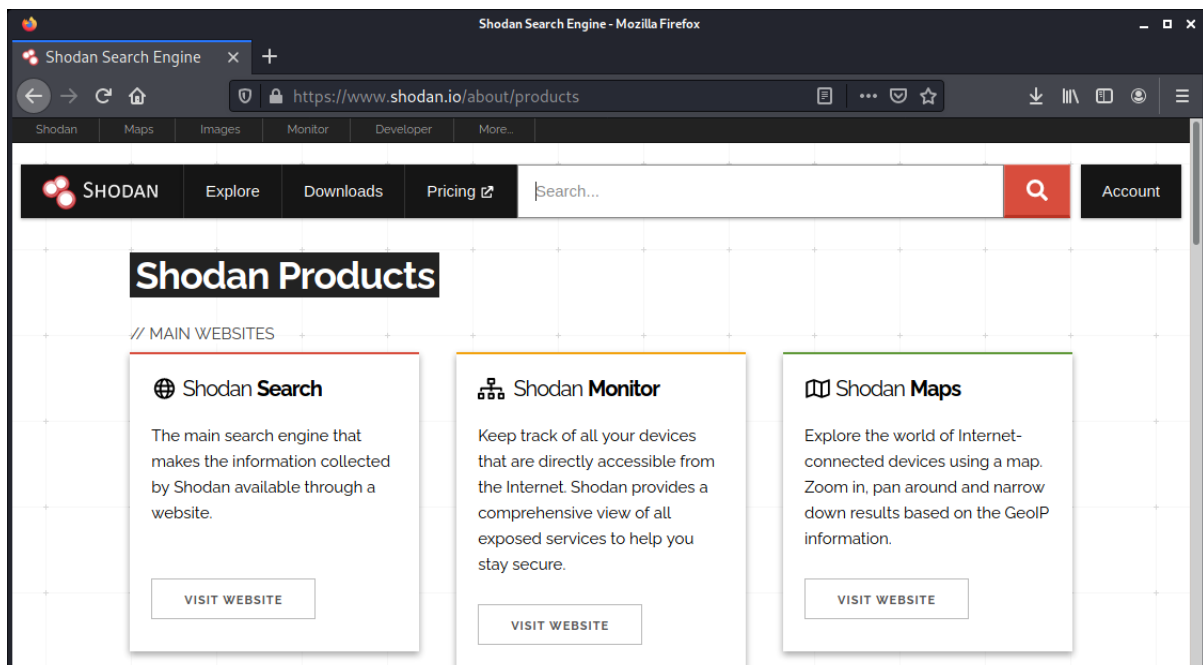 Shodan Search Engine - Mozilla Firefox
Shodan Search Engine
https://www.shodan.io/about/products
Shodan Maps Images Monitor Developer More...
SHODAN Explore Downloads Pricing Search... Account
Shodan Products
// MAIN WEBSITES
Shodan Search
The main search engine that
makes the information collected
by Shodan available through a
website.
VISIT WEBSITE
Shodan Monitor
Keep track of all your devices
that are directly accessible from
the Internet. Shodan provides a
comprehensive view of all
exposed services to help you
stay secure.
VISIT WEBSITE
Shodan Maps
Explore the world of Internet-
connected devices using a map.
Zoom in, pan around and narrow
down results based on the GeoIP
information.
VISIT WEBSITE